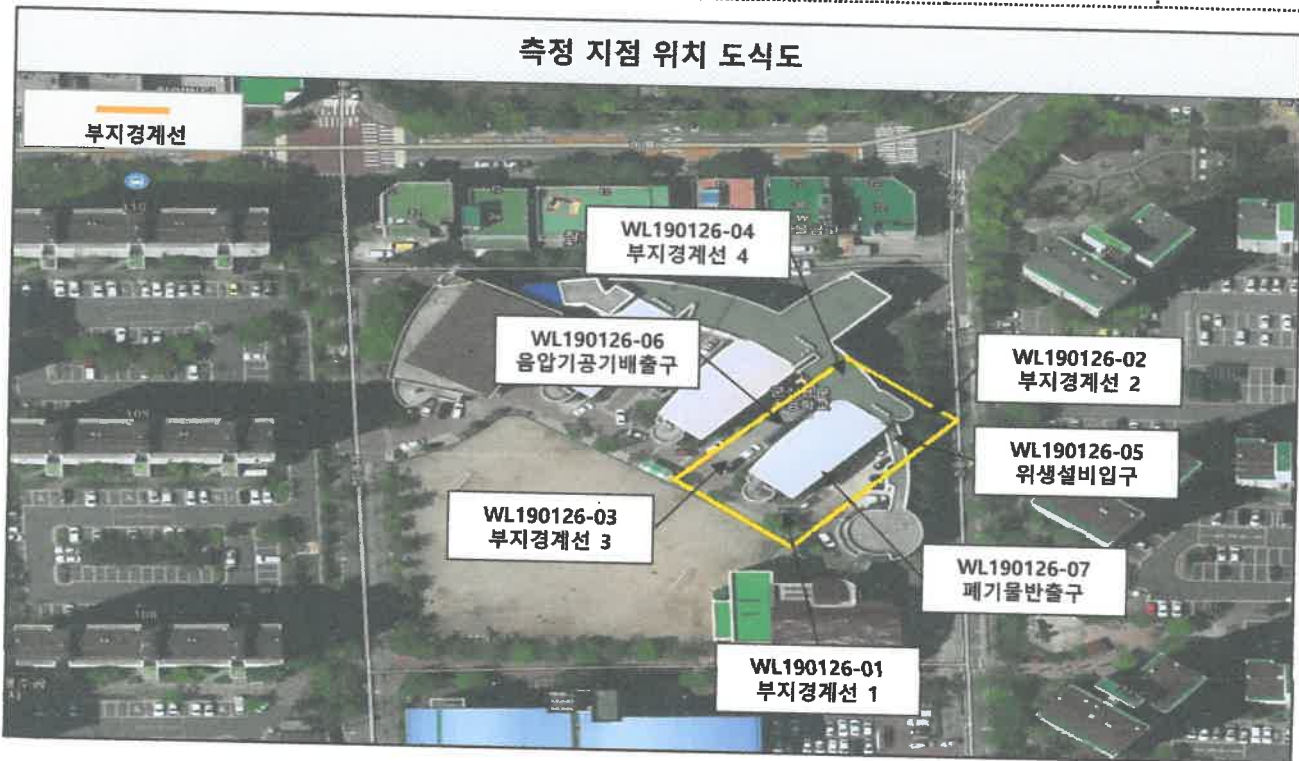 측정 지점 위치 도식도
부지경계선
WL190126-04
부지경계선 4
WL190126-06
음압기공기배출구
WL190126-02
부지경계선 2
WL190126-05
위생설비입구
WL190126-03
부지경계선 3
WL190126-07
폐기물반출구
WL190126-01
부지경계선 1